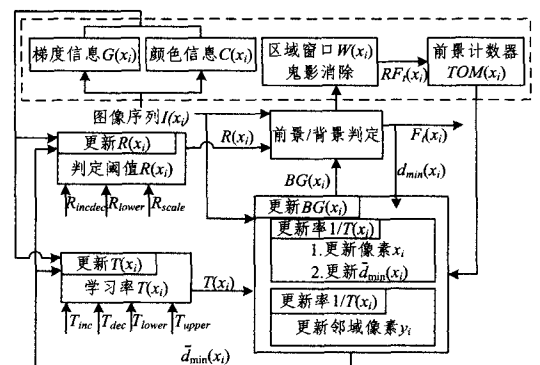 梯度信息G(xi)
颜色信息C(xi)
区域窗口W(xi)
鬼影消除
RFt(xi)
前景计数器
TOM(xi)
图像序列I(xi)
更新R(xi)
判定阈值R(xi)
R(xi)
前景/背景判定
Ft(xi)
dmin(xi)
Rincdec
Rlower
Rscale
BG(xi)
更新BG(xi)
更新率1/T(xi)
1.更新像素xi
2.更新d̄min(xi)
更新T(xi)
学习率T(xi)
T(xi)
更新率1/T(xi)
更新邻域像素yi
Tinc
Tdec
Tlower
Tupper
d̄min(xi)